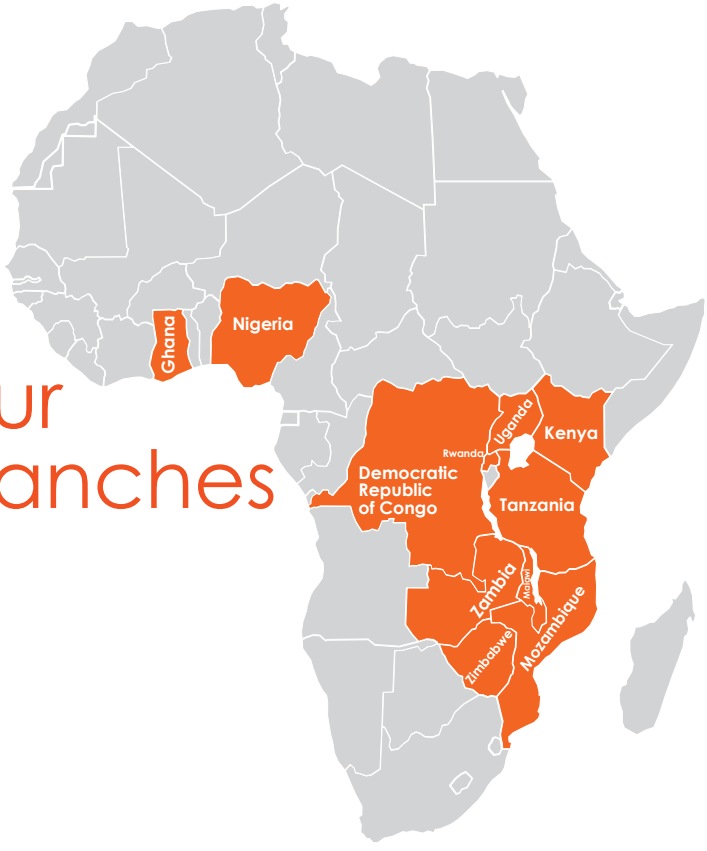 ur
anches
Ghana
Nigeria
Uganda
Kenya
Rwanda
Democratic
Republic
of Congo
Tanzania
Zambia
Malawi
Mozambique
Zimbabwe